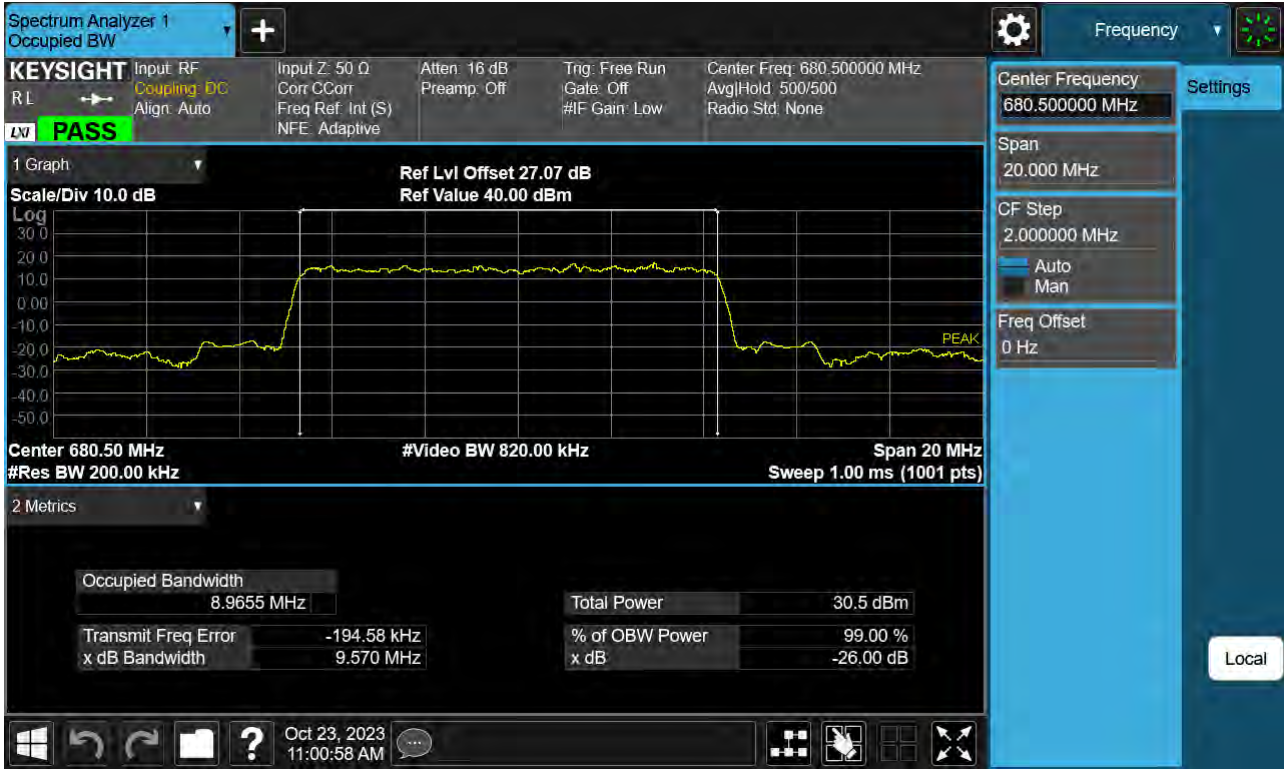 Spectrum Analyzer 1
Occupied BW
+
Frequency
KEYSIGHT
RL
LXI
PASS
Input: RF
Coupling: DC
Align: Auto
Input Z: 50 Ω
Corr CCorr
Freq Ref: Int (S)
NFE: Adaptive
Atten: 16 dB
Preamp: Off
Trig: Free Run
Gate: Off
#IF Gain: Low
Center Freq: 680.500000 MHz
Avg|Hold: 500/500
Radio Std: None
Center Frequency
680.500000 MHz
Settings
Span
20.000 MHz
CF Step
2.000000 MHz
Auto
Man
Freq Offset
0 Hz
Local
1 Graph
Scale/Div 10.0 dB
Ref Lvl Offset 27.07 dB
Ref Value 40.00 dBm
Log
30.0
20.0
10.0
0.00
-10.0
-20.0
-30.0
-40.0
-50.0
PEAK
Center 680.50 MHz
#Video BW 820.00 kHz
Span 20 MHz
#Res BW 200.00 kHz
Sweep 1.00 ms (1001 pts)
2 Metrics
Occupied Bandwidth
8.9655 MHz
Total Power 30.5 dBm
Transmit Freq Error -194.58 kHz
% of OBW Power 99.00 %
x dB Bandwidth 9.570 MHz
x dB -26.00 dB
?
Oct 23, 2023
11:00:58 AM